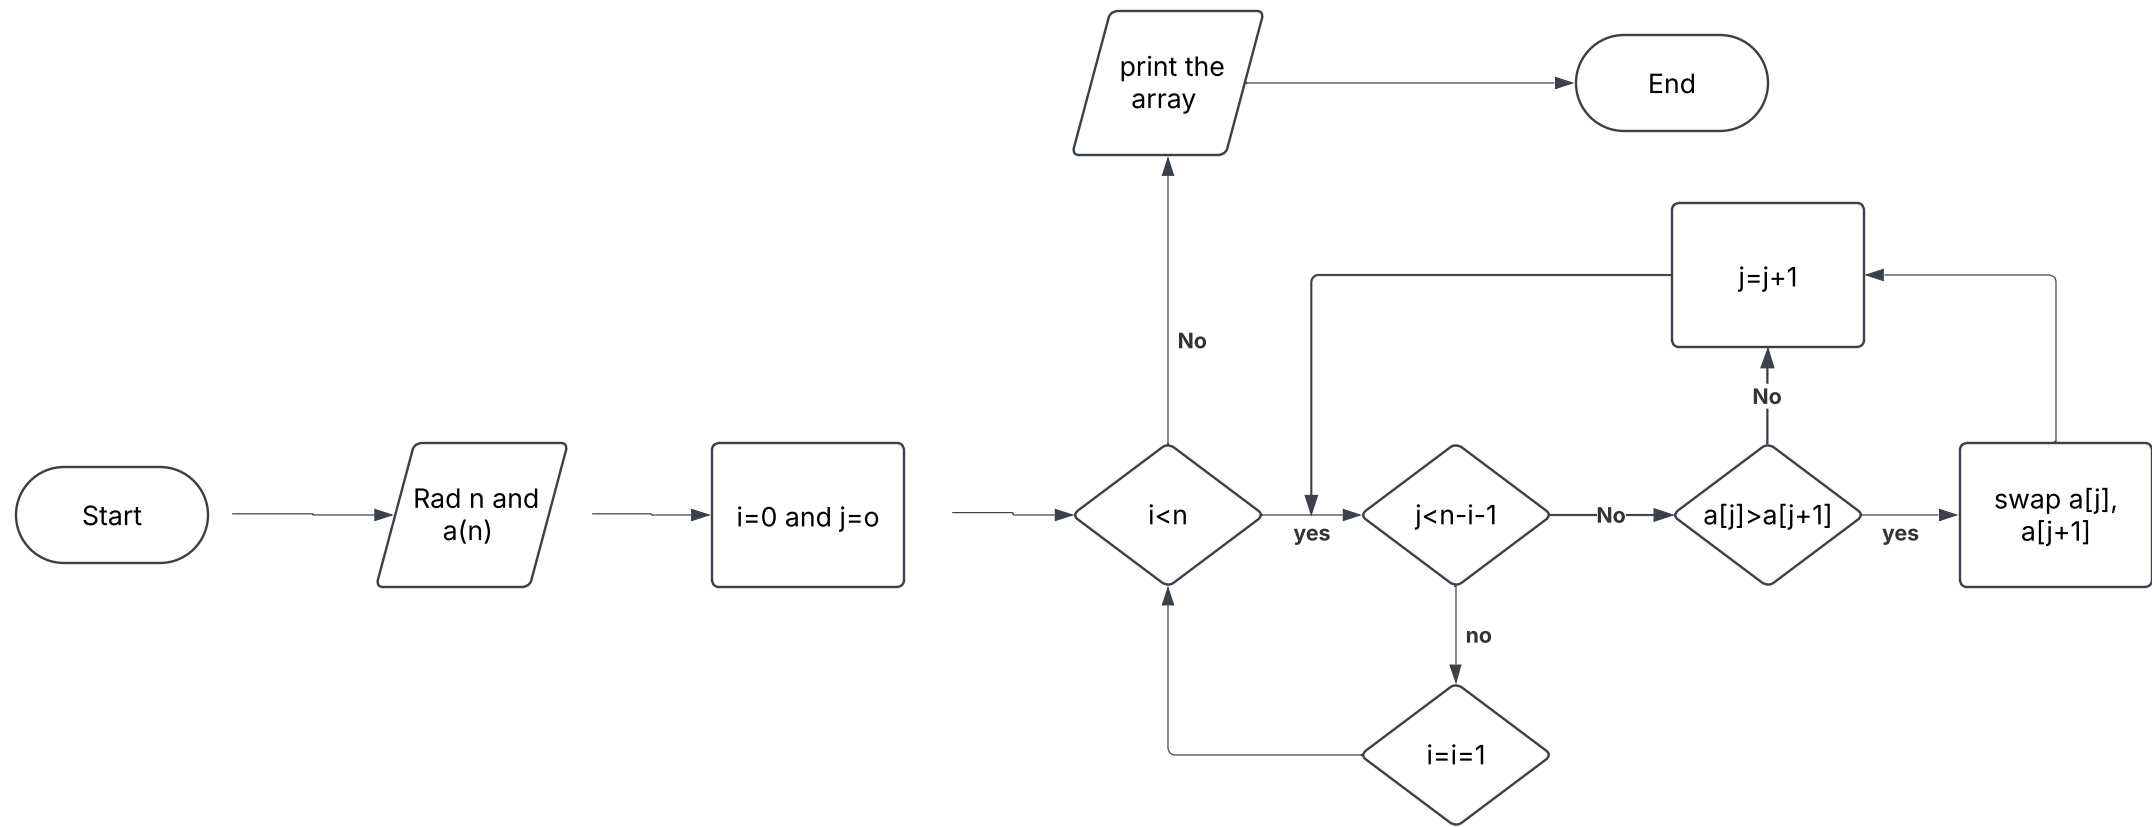 print the
array
End
j=j+1
No
No
Start
Rad n and
a(n)
i=0 and j=o
i<n
yes
j<n-i-1
No
a[j]>a[j+1]
yes
swap a[j],
a[j+1]
no
i=i=1